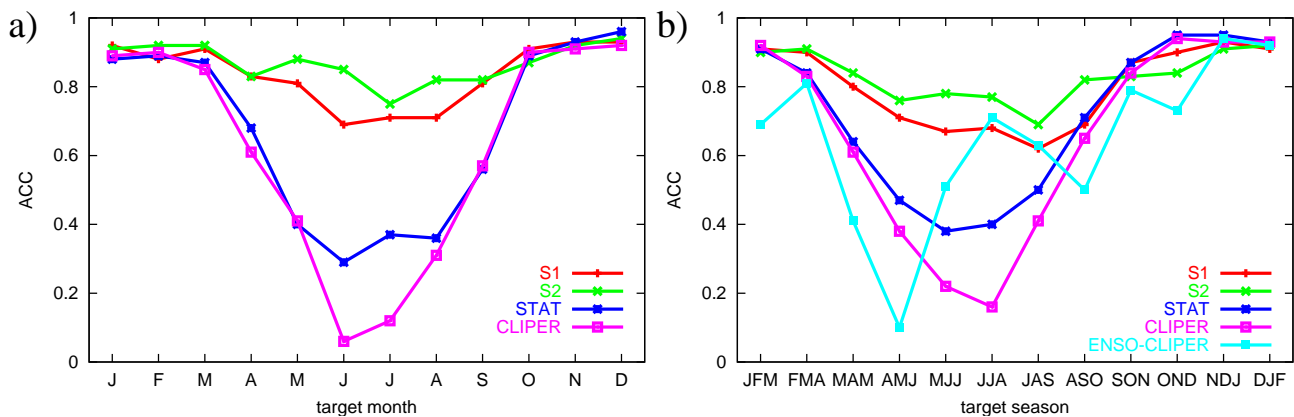 a)
1
0.8
0.6
0.4
0.2
0
ACC
J F M A M J J A S O N D
target month
S1
S2
STAT
CLIPER
b)
1
0.8
0.6
0.4
0.2
0
ACC
JFM FMA MAM AMJ MJJ JJA JAS ASO SON OND NDJ DJF
target season
S1
S2
STAT
CLIPER
ENSO-CLIPER